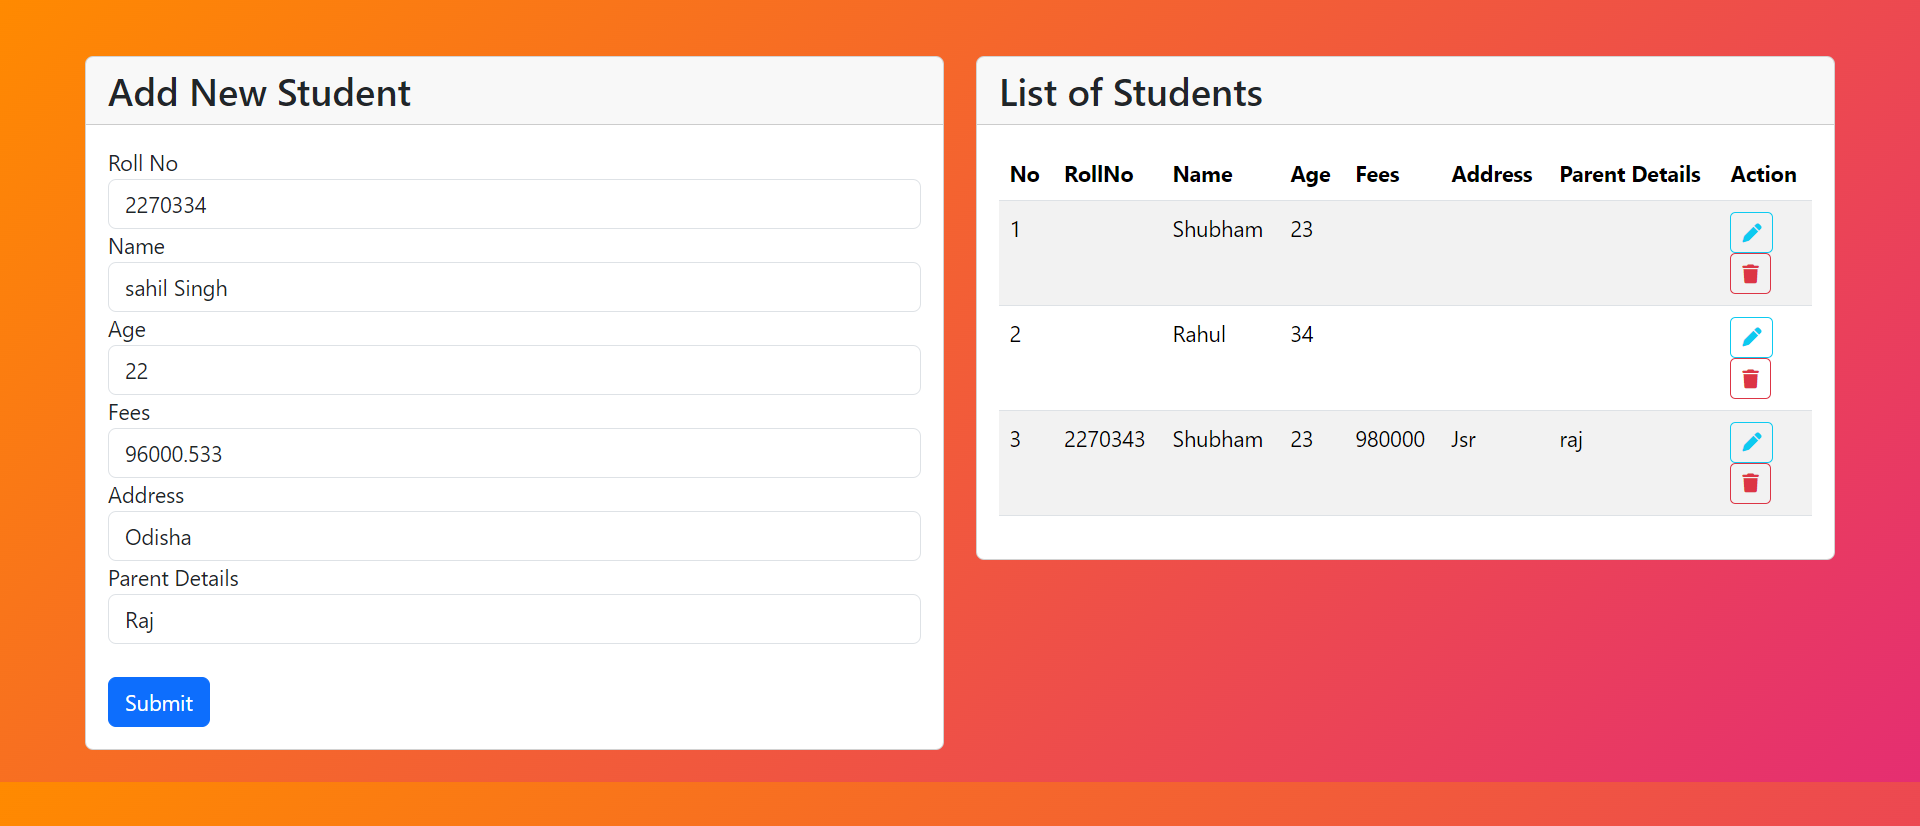 Add New Student
Roll No
2270334
Name
sahil Singh
Age
22
Fees
96000.533
Address
Odisha
Parent Details
Raj
Submit
List of Students
No RollNo Name Age Fees Address Parent Details Action
1 Shubham 23
2 Rahul 34
3 2270343 Shubham 23 980000 Jsr raj